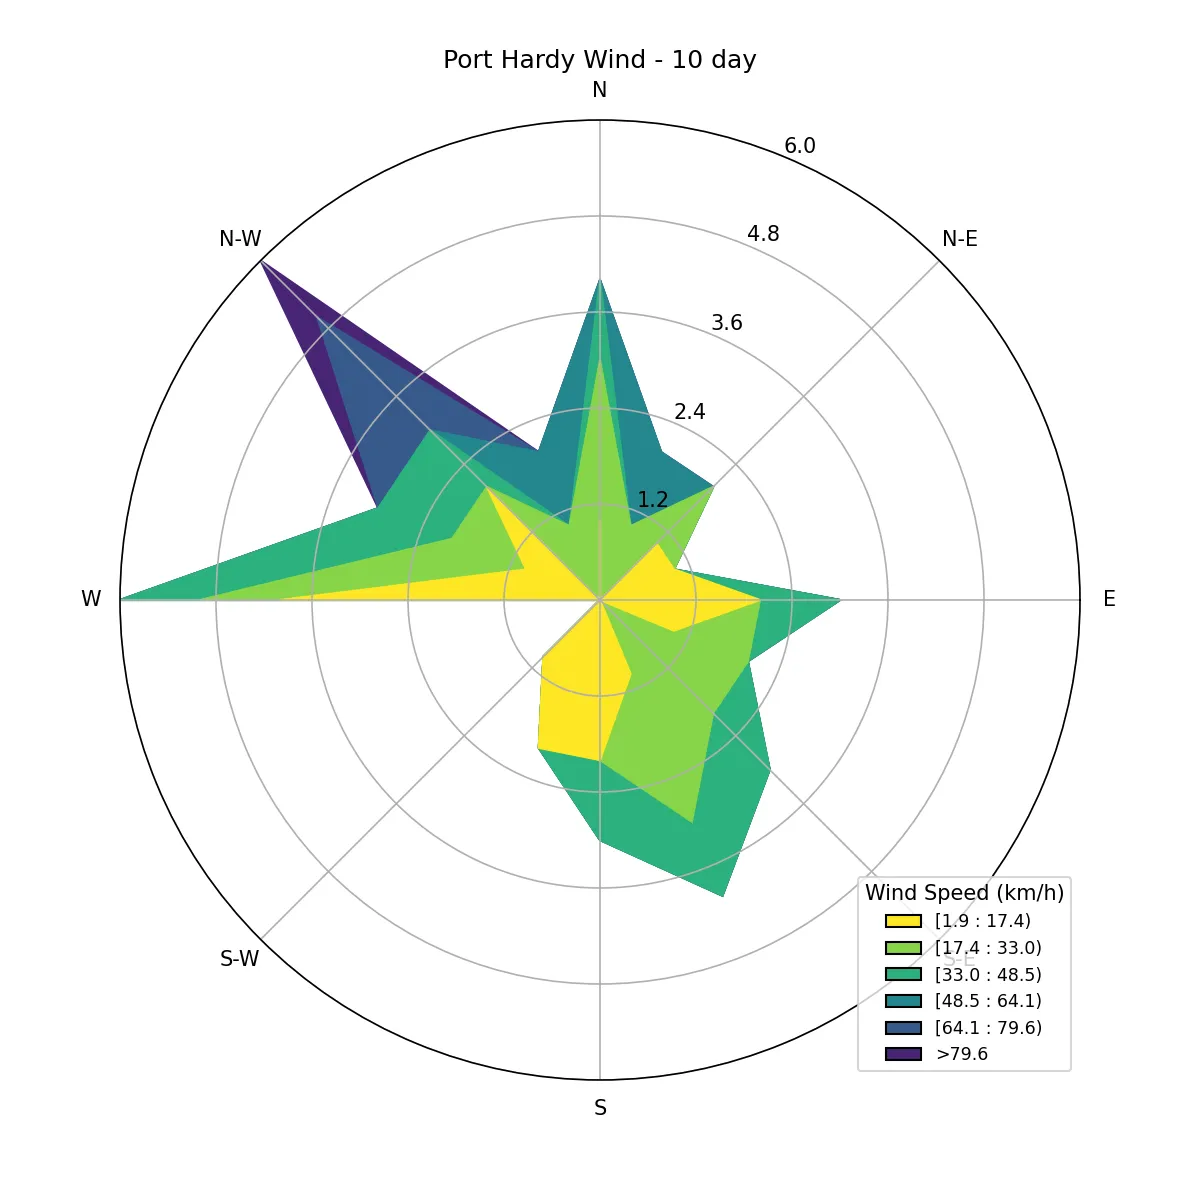 Port Hardy Wind - 10 day
N
6.0
N-W
4.8
N-E
3.6
2.4
1.2
W
E
Wind Speed (km/h)
[1.9 : 17.4)
[17.4 : 33.0)
S-W
S-E
[33.0 : 48.5)
[48.5 : 64.1)
[64.1 : 79.6)
>79.6
S